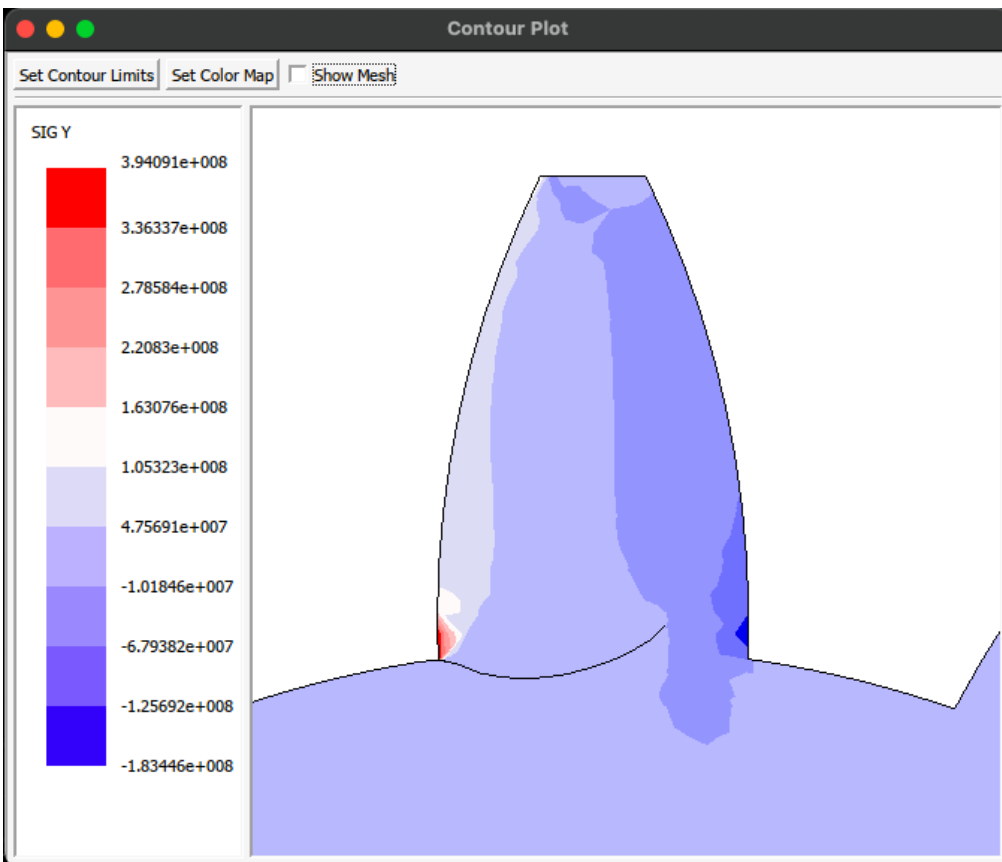 Contour Plot
Set Contour Limits Set Color Map Show Mesh
SIG Y
3.94091e+008
3.36337e+008
2.78584e+008
2.2083e+008
1.63076e+008
1.05323e+008
4.75691e+007
-1.01846e+007
-6.79382e+007
-1.25692e+008
-1.83446e+008